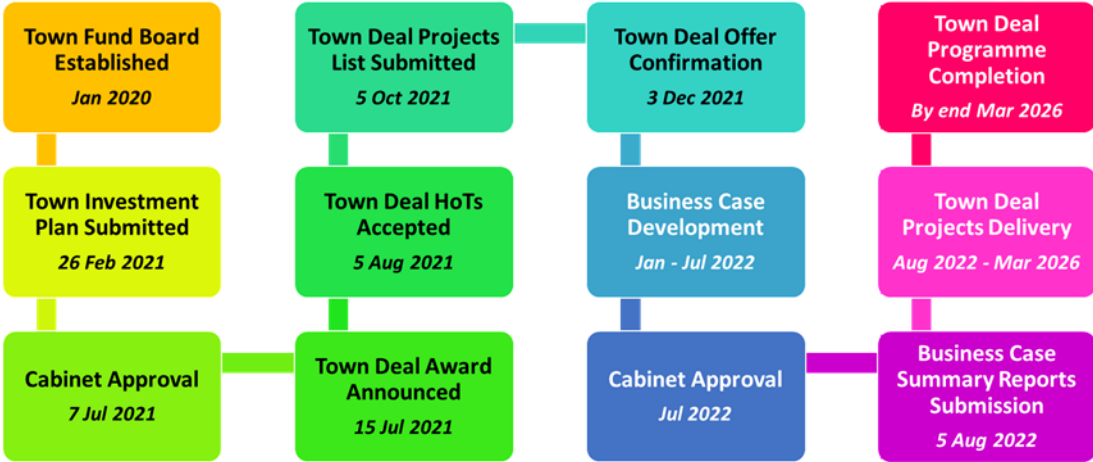 Town Fund Board
Established
Jan 2020
Town Investment
Plan Submitted
26 Feb 2021
Cabinet Approval
7 Jul 2021
Town Deal Award
Announced
15 Jul 2021
Town Deal HoTs
Accepted
5 Aug 2021
Town Deal Projects
List Submitted
5 Oct 2021
Town Deal Offer
Confirmation
3 Dec 2021
Business Case
Development
Jan - Jul 2022
Cabinet Approval
Jul 2022
Business Case
Summary Reports
Submission
5 Aug 2022
Town Deal
Projects Delivery
Aug 2022 - Mar 2026
Town Deal
Programme
Completion
By end Mar 2026